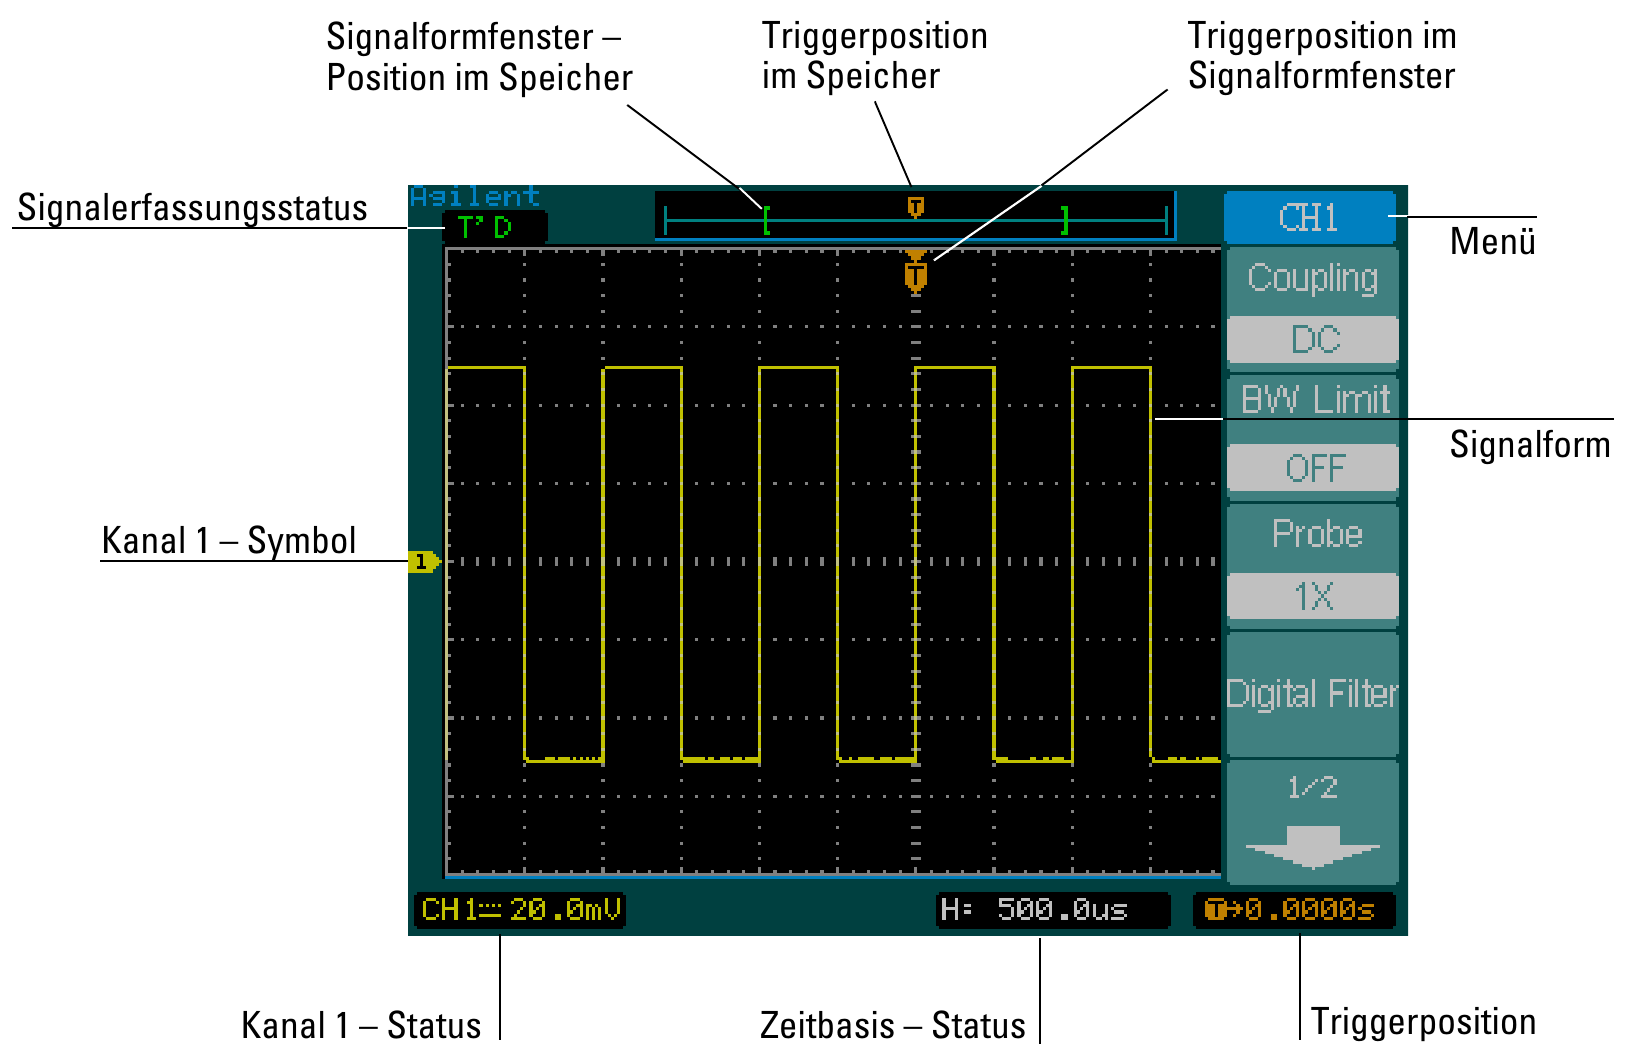 Signalformfenster –
Position im Speicher
Triggerposition
im Speicher
Triggerposition im
Signalformfenster
Signalerfassungsstatus
Agilent
T’D
T
CH1
Menü
T
Coupling
DC
BW Limit
Signalform
OFF
Kanal 1 – Symbol
1
Probe
1X
Digital Filter
1/2
CH1 20.0mV
H: 500.0us
T→0.0000s
Kanal 1 – Status
Zeitbasis – Status
Triggerposition